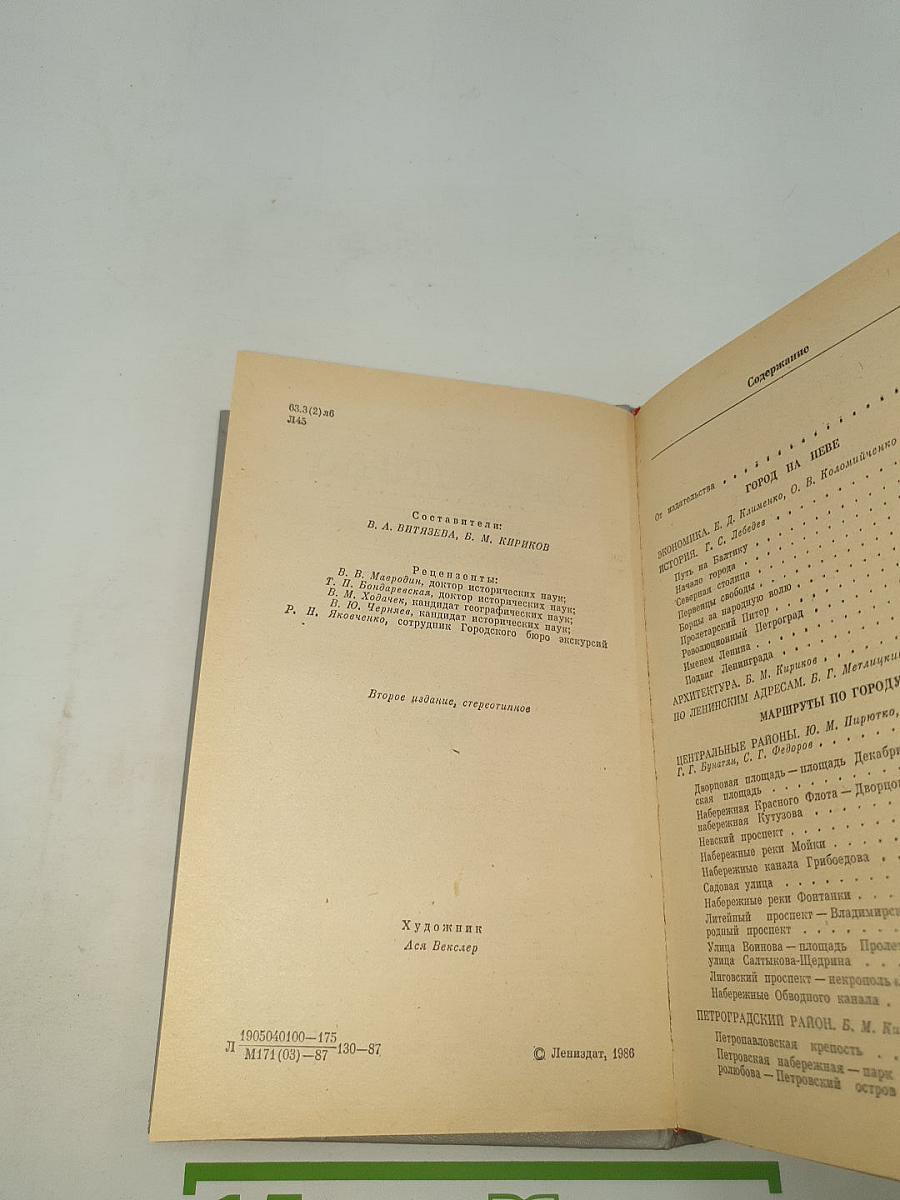 63.3(2)л6
Л45
Составители:
В. А. ВИТЯЗЕВА, Б. М. КИРИКОВ
Рецензенты:
В. В. Мавродин, доктор исторических наук;
Т. П. Бондаревская, доктор исторических наук;
В. М. Ходачек, кандидат географических наук;
В. Ю. Черняев, кандидат исторических наук;
Р. Н. Яковченко, сотрудник Городского бюро экскурсий
Второе издание, стереотипное
Художник
Ася Векслер
Л 1905040100—175
М171(03)—87 130—87
© Лениздат, 1986
Содержание
От издательства
ГОРОД НА НЕВЕ
ЭКОНОМИКА. Е. Д. Клименко, О. В. Коломийченко
ИСТОРИЯ. Г. С. Лебедев
Путь на Балтику
Начало города
Северная столица
Первенцы свободы
Борцы за народную волю
Пролетарский Питер
Революционный Петроград
Именем Ленина
Подвиг Ленинграда
АРХИТЕКТУРА. Б. М. Кириков
ПО ЛЕНИНСКИМ АДРЕСАМ. Б. Г. Метлицкий
МАРШРУТЫ ПО ГОРОДУ
ЦЕНТРАЛЬНЫЕ РАЙОНЫ. Ю. М. Пирютко,
Г. Г. Бунатян, С. Г. Федоров
Дворцовая площадь — площадь Декабри
ская площадь
Набережная Красного Флота — Дворцов
набережная Кутузова
Невский проспект
Набережные реки Мойки
Набережные канала Грибоедова
Садовая улица
Набережные реки Фонтанки
Литейный проспект — Владимирс
родный проспект
Улица Воинова — площадь Проле
улица Салтыкова-Щедрина
Лиговский проспект — некрополь
Набережные Обводного канала
ПЕТРОГРАДСКИЙ РАЙОН. Б. М. Ки
Петропавловская крепость
Петровская набережная — парк
ролюбова — Петровский остров